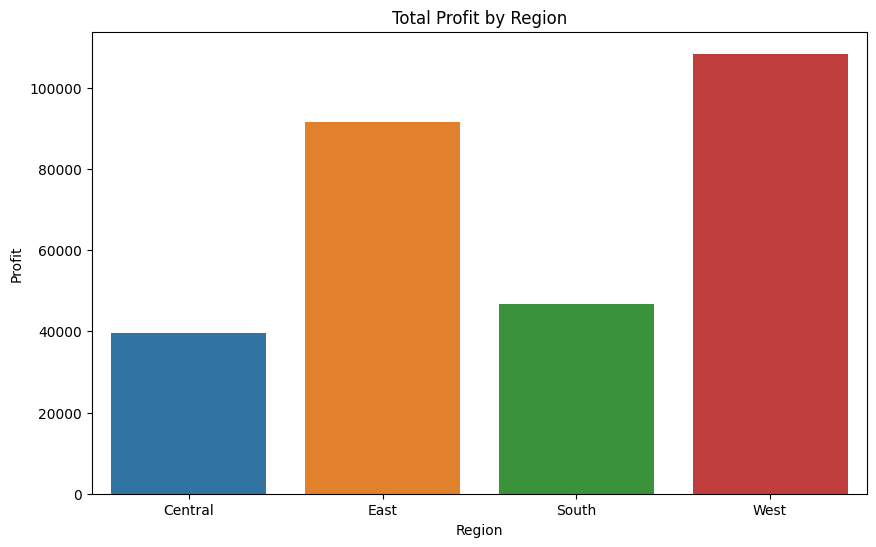 Total Profit by Region
100000
80000
60000
40000
20000
0
Profit
Central East South West
Region